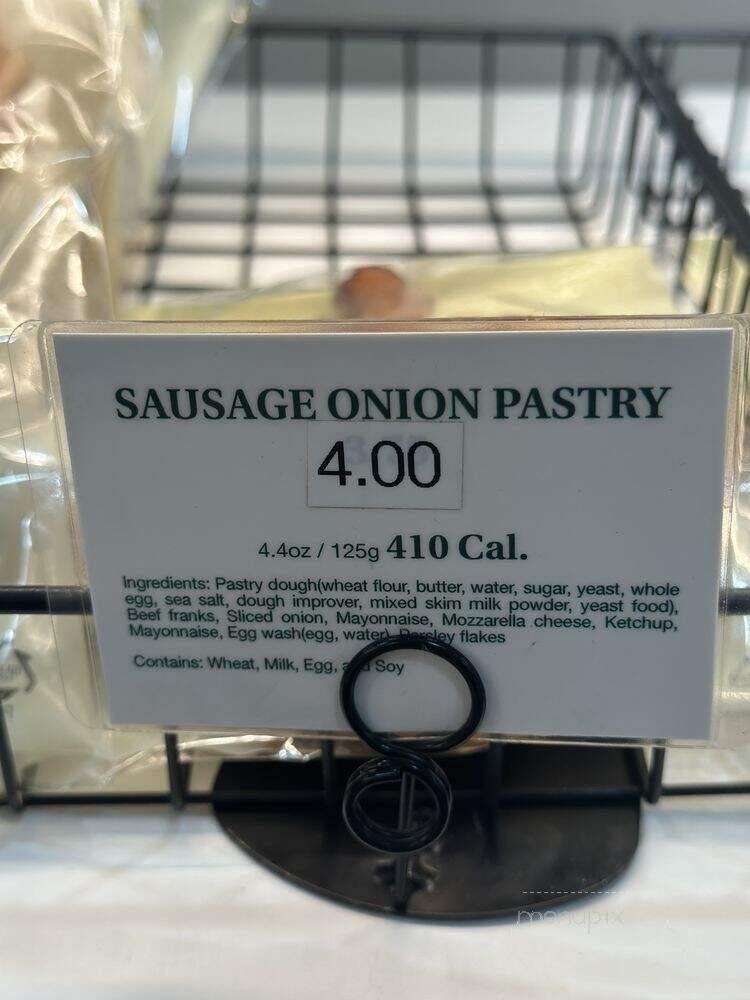 SAUSAGE ONION PASTRY
4.00
4.4oz / 125g 410 Cal.
Ingredients: Pastry dough(wheat flour, butter, water, sugar, yeast, whole
egg, sea salt, dough improver, mixed skim milk powder, yeast food),
Beef franks, Sliced onion, Mayonnaise, Mozzarella cheese, Ketchup,
Mayonnaise, Egg wash(egg, water), Parsley flakes
Contains: Wheat, Milk, Egg, and Soy
menupix